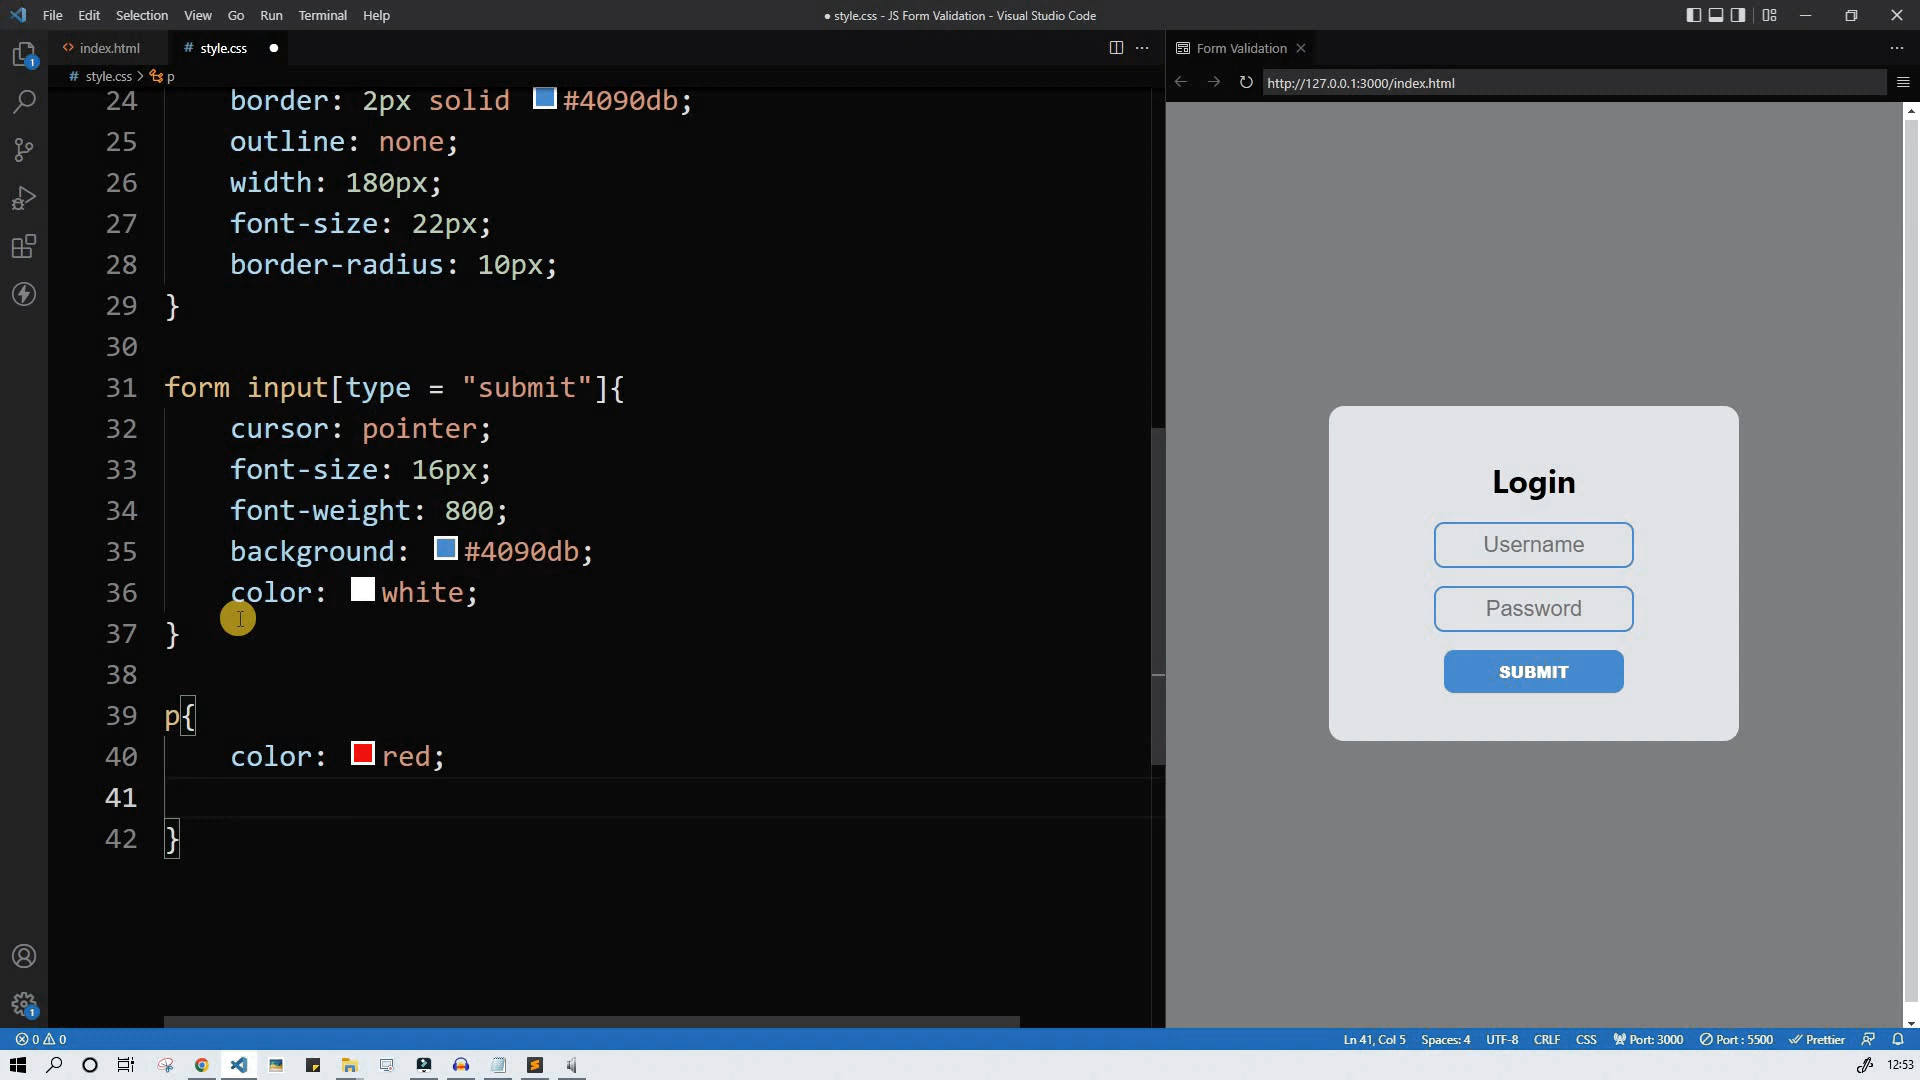 File Edit Selection View Go Run Terminal Help
● style.css - JS Form Validation - Visual Studio Code
<> index.html
# style.css ●
Form Validation ×
# style.css > p
http://127.0.0.1:3000/index.html
24 border: 2px solid #4090db;
25 outline: none;
26 width: 180px;
27 font-size: 22px;
28 border-radius: 10px;
29 }
30
31 form input[type = "submit"]{
32 cursor: pointer;
33 font-size: 16px;
34 font-weight: 800;
35 background: #4090db;
36 color: white;
37 }
38
39 p{
40 color: red;
41
42 }
Login
Username
Password
SUBMIT
1
1
0 0
Ln 41, Col 5
Spaces: 4
UTF-8
CRLF
CSS
Port: 3000
Port : 5500
Prettier
12:53